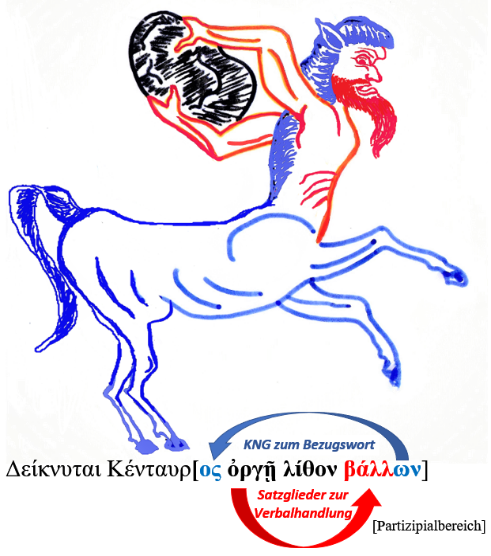 KNG zum Bezugswort
Δείκνυται Κένταυρ[ος ὀργῇ λίθον βάλλων]
Satzglieder zur
Verbalhandlung
[Partizipialbereich]